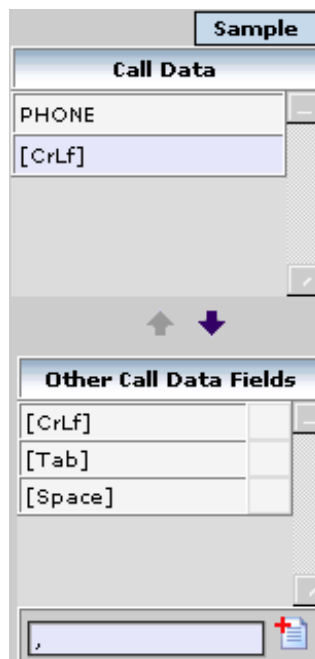 Sample
Call Data
PHONE
[CrLf]
Other Call Data Fields
[CrLf]
[Tab]
[Space]
,